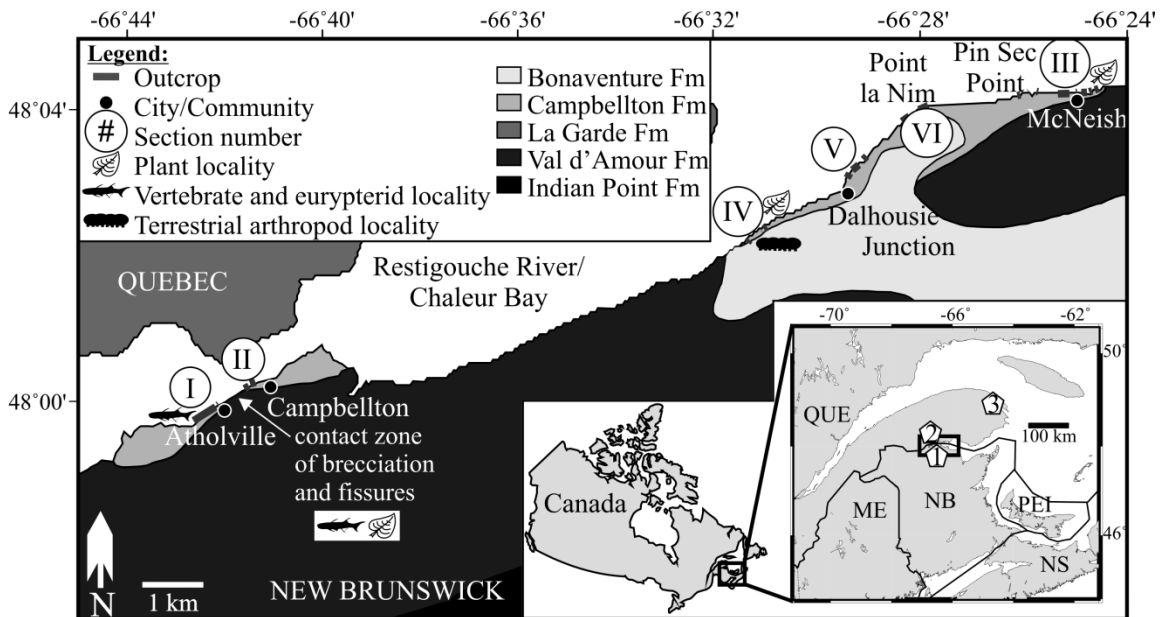 -66°44
-66°40
-66°36
-66°32
-66°28
-66°24
48°04'
48°00'
Legend:
Outcrop
City/Community
# Section number
Plant locality
Vertebrate and eurypterid locality
Terrestrial arthropod locality
Bonaventure Fm
Campbellton Fm
La Garde Fm
Val d'Amour Fm
Indian Point Fm
Point
la Nim
Pin Sec
Point
III
McNeish
VI
V
IV
Dalhousie
Junction
QUEBEC
Restigouche River/
Chaleur Bay
II
I
Campbellton
Atholville
contact zone
of brecciation
and fissures
N
1 km
NEW BRUNSWICK
Canada
-70°
-66°
-62°
50°
46°
QUE
3
2
1
100 km
ME
NB
PEI
NS